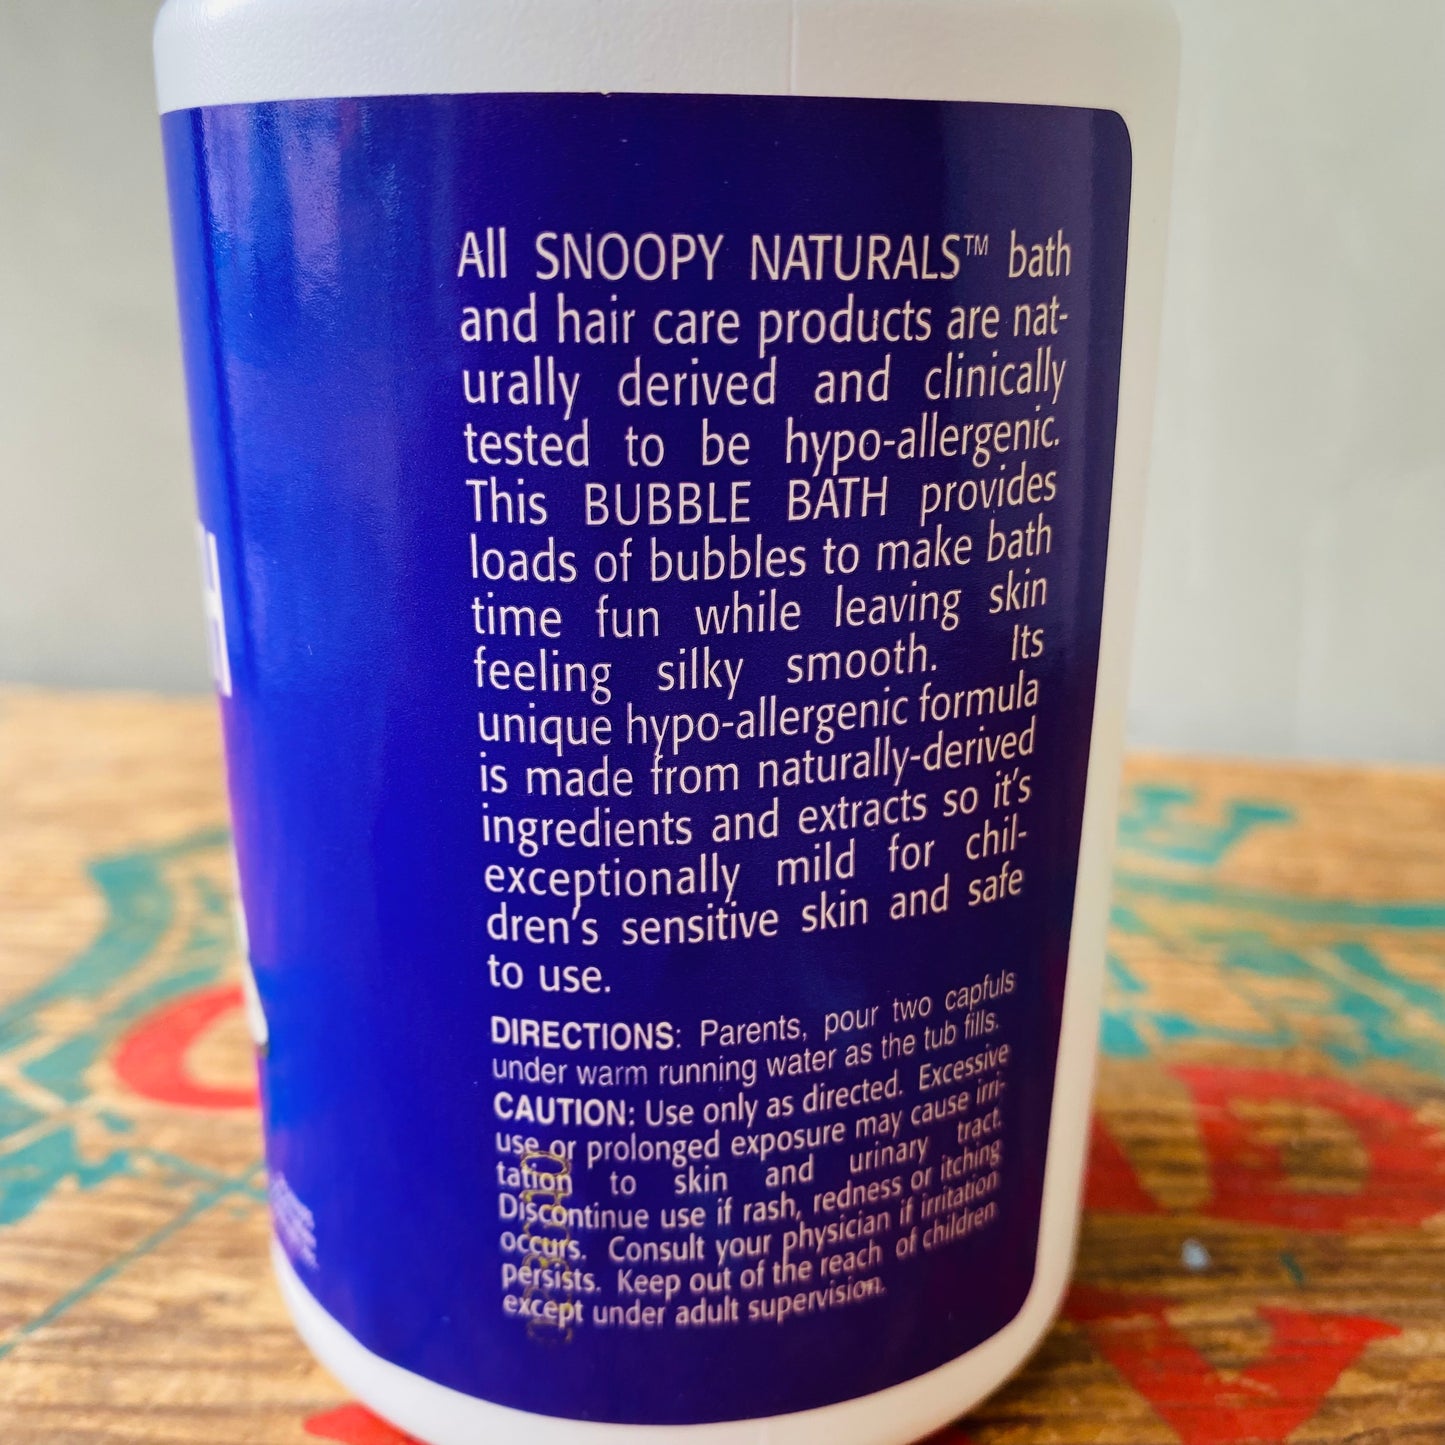 All SNOOPY NATURALS™ bath
and hair care products are nat-
urally derived and clinically
tested to be hypo-allergenic.
This BUBBLE BATH provides
loads of bubbles to make bath
time fun while leaving skin
feeling silky smooth. Its
unique hypo-allergenic formula
is made from naturally-derived
ingredients and extracts so it's
exceptionally mild for chil-
dren's sensitive skin and safe
to use.
DIRECTIONS: Parents, pour two capfuls
under warm running water as the tub fills.
CAUTION: Use only as directed. Excessive
use or prolonged exposure may cause irri-
tation to skin and urinary tract.
Discontinue use if rash, redness or itching
occurs. Consult your physician if irritation
persists. Keep out of the reach of children
except under adult supervision.